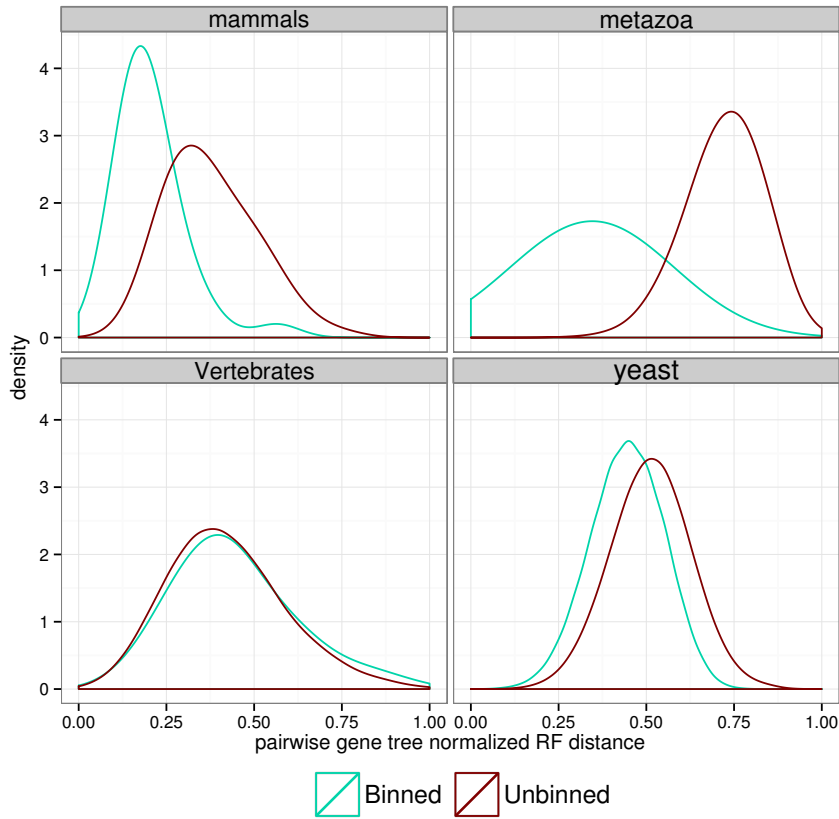 mammals metazoa
4
3
2
1
0
Vertebrates yeast
4
3
2
1
0
density
0.00 0.25 0.50 0.75 1.00 0.00 0.25 0.50 0.75 1.00
pairwise gene tree normalized RF distance
Binned Unbinned